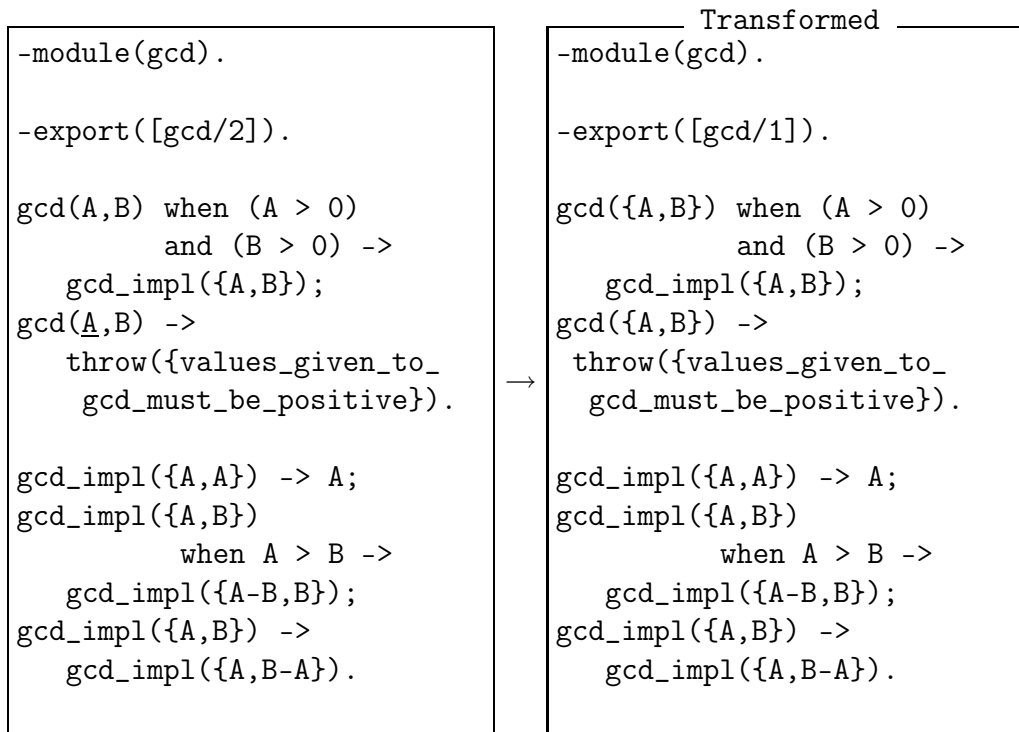 -module(gcd).

-export([gcd/2]).

gcd(A,B) when (A > 0)
         and (B > 0) ->
   gcd_impl({A,B});
gcd(A,B) ->
   throw({values_given_to_
    gcd_must_be_positive}).

gcd_impl({A,A}) -> A;
gcd_impl({A,B})
          when A > B ->
   gcd_impl({A-B,B});
gcd_impl({A,B}) ->
   gcd_impl({A,B-A}).

→

Transformed
-module(gcd).

-export([gcd/1]).

gcd({A,B}) when (A > 0)
           and (B > 0) ->
   gcd_impl({A,B});
gcd({A,B}) ->
 throw({values_given_to_
  gcd_must_be_positive}).

gcd_impl({A,A}) -> A;
gcd_impl({A,B})
          when A > B ->
   gcd_impl({A-B,B});
gcd_impl({A,B}) ->
   gcd_impl({A,B-A}).